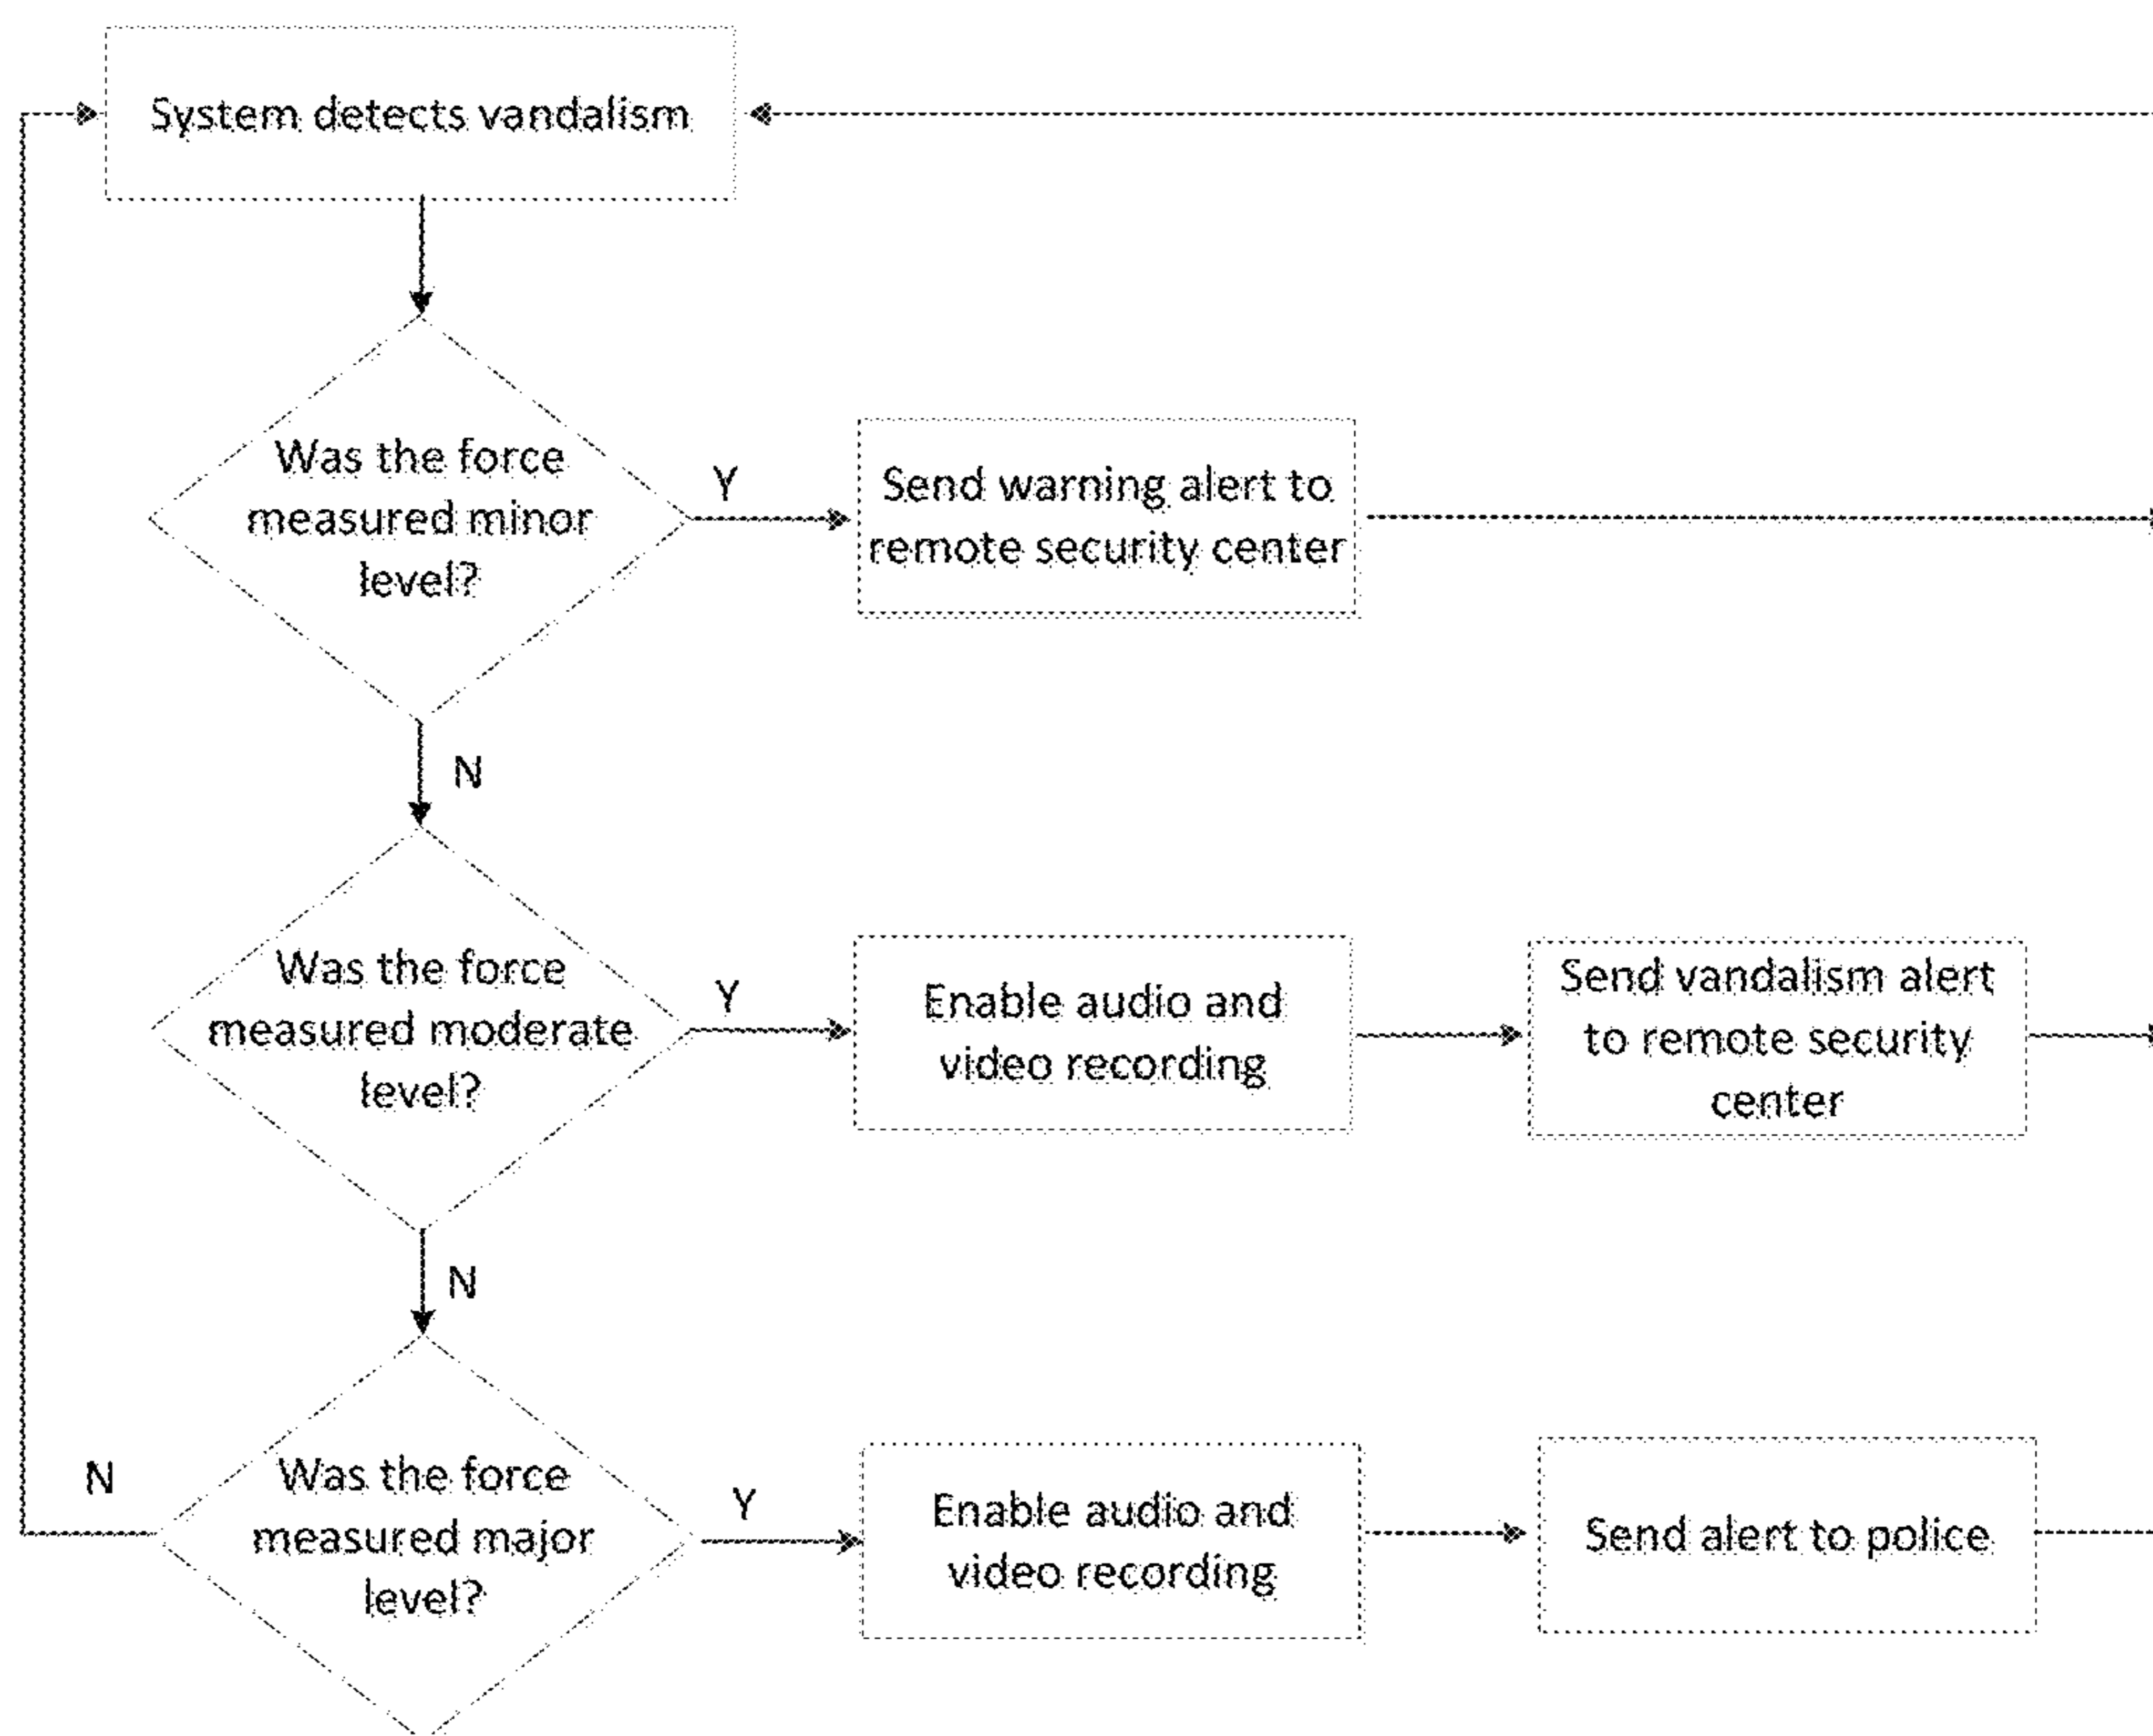 System detects vandalism
Was the force
measured minor
level?
Y
Send warning alert to
remote security center
N
Was the force
measured moderate
level?
Y
Enable audio and
video recording
Send vandalism alert
to remote security
center
N
N
Was the force
measured major
level?
Y
Enable audio and
video recording
Send alert to police